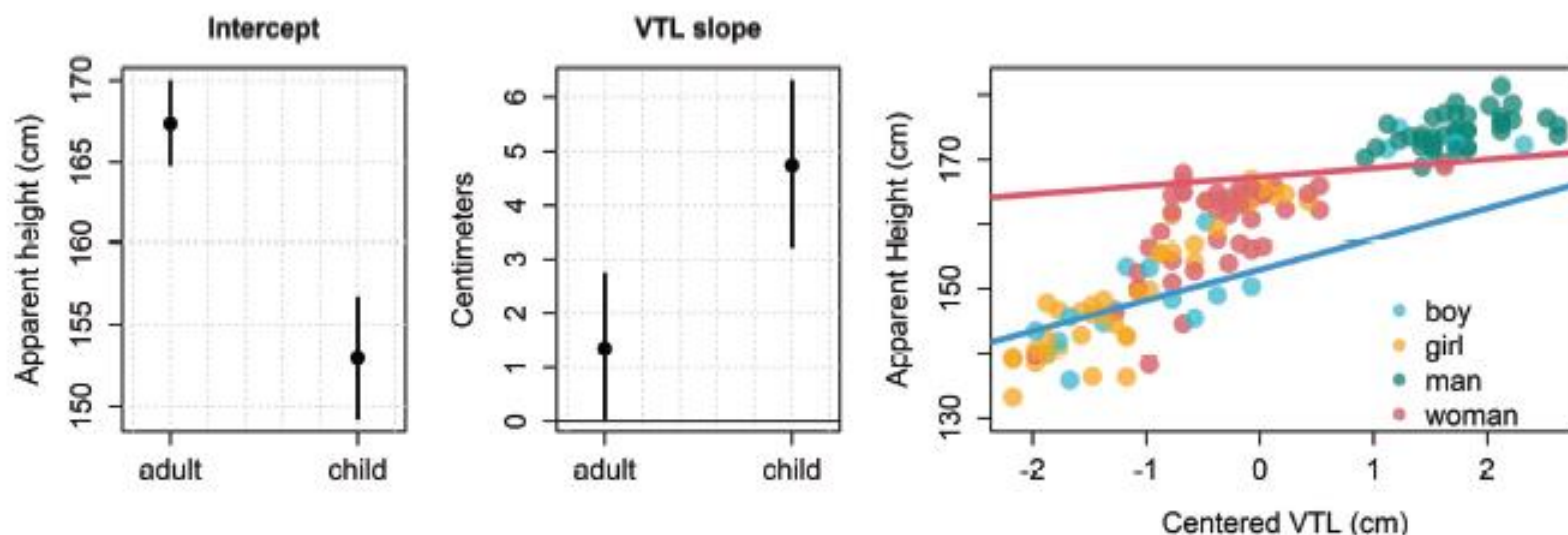 Intercept
Apparent height (cm)
170
165
160
155
150
adult child
VTL slope
Centimeters
6
5
4
3
2
1
0
adult child
Apparent Height (cm)
170
150
130
boy
girl
man
woman
-2 -1 0 1 2
Centered VTL (cm)